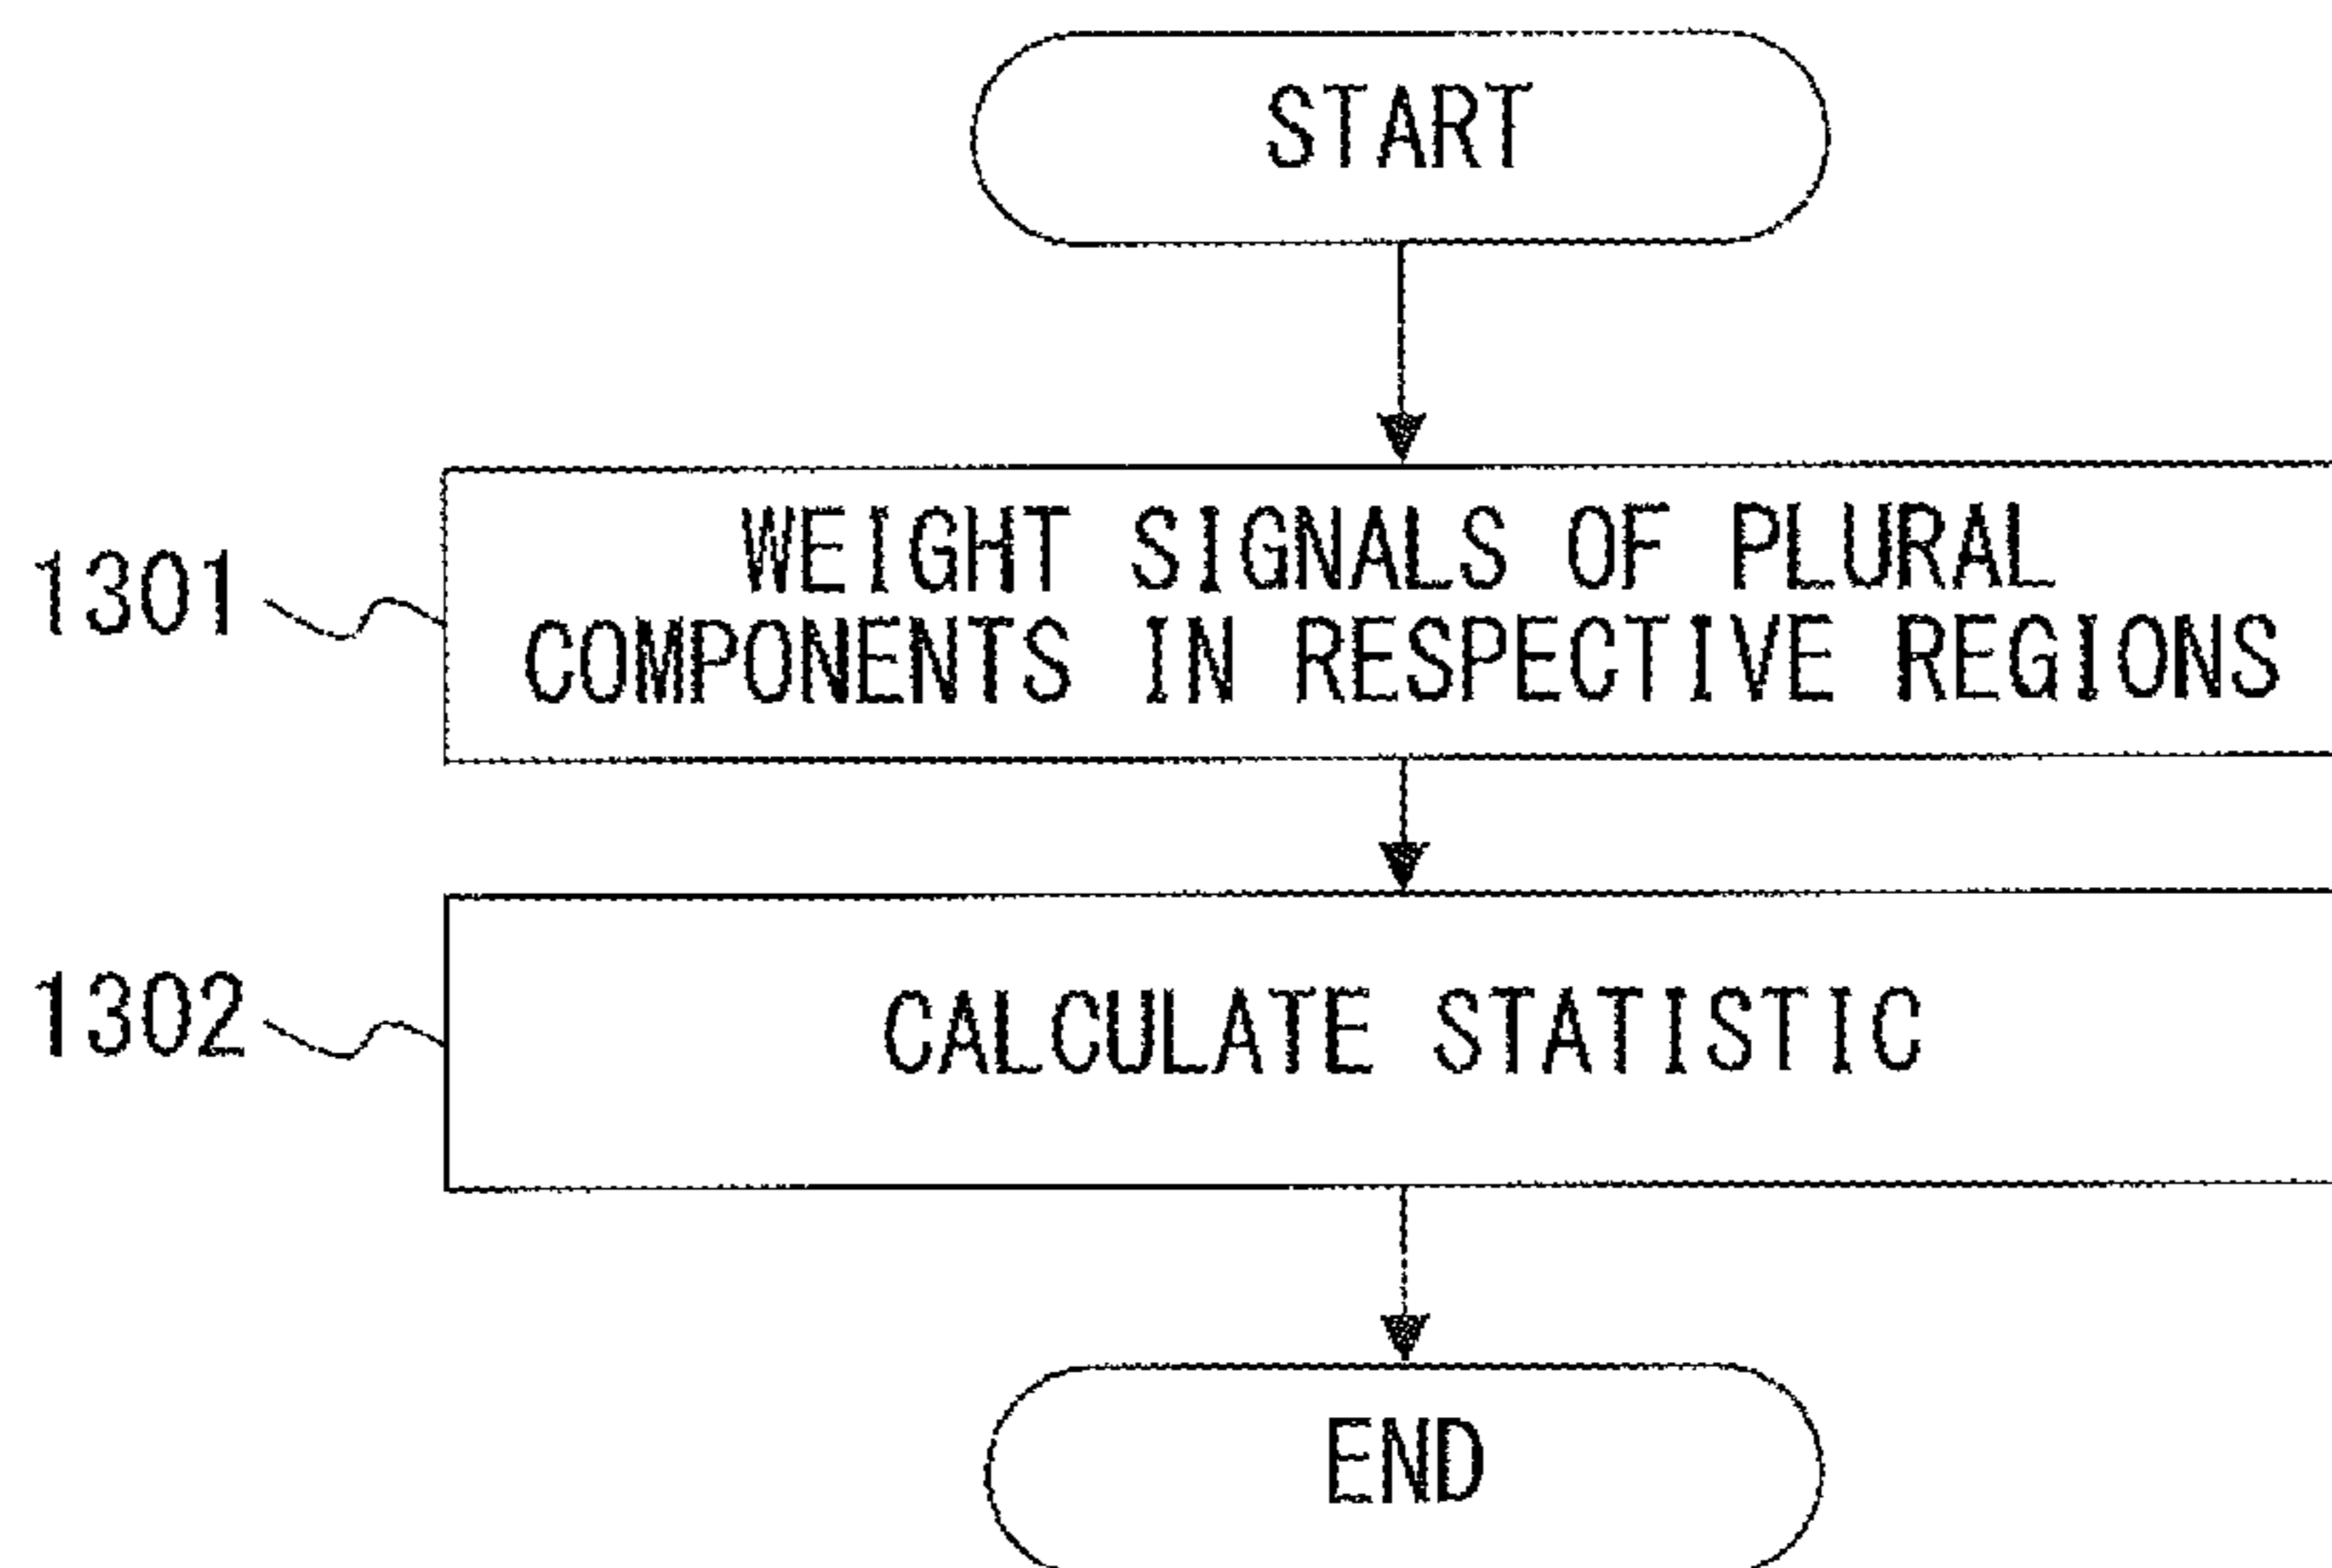 START
1301
WEIGHT SIGNALS OF PLURAL
COMPONENTS IN RESPECTIVE REGIONS
1302
CALCULATE STATISTIC
END